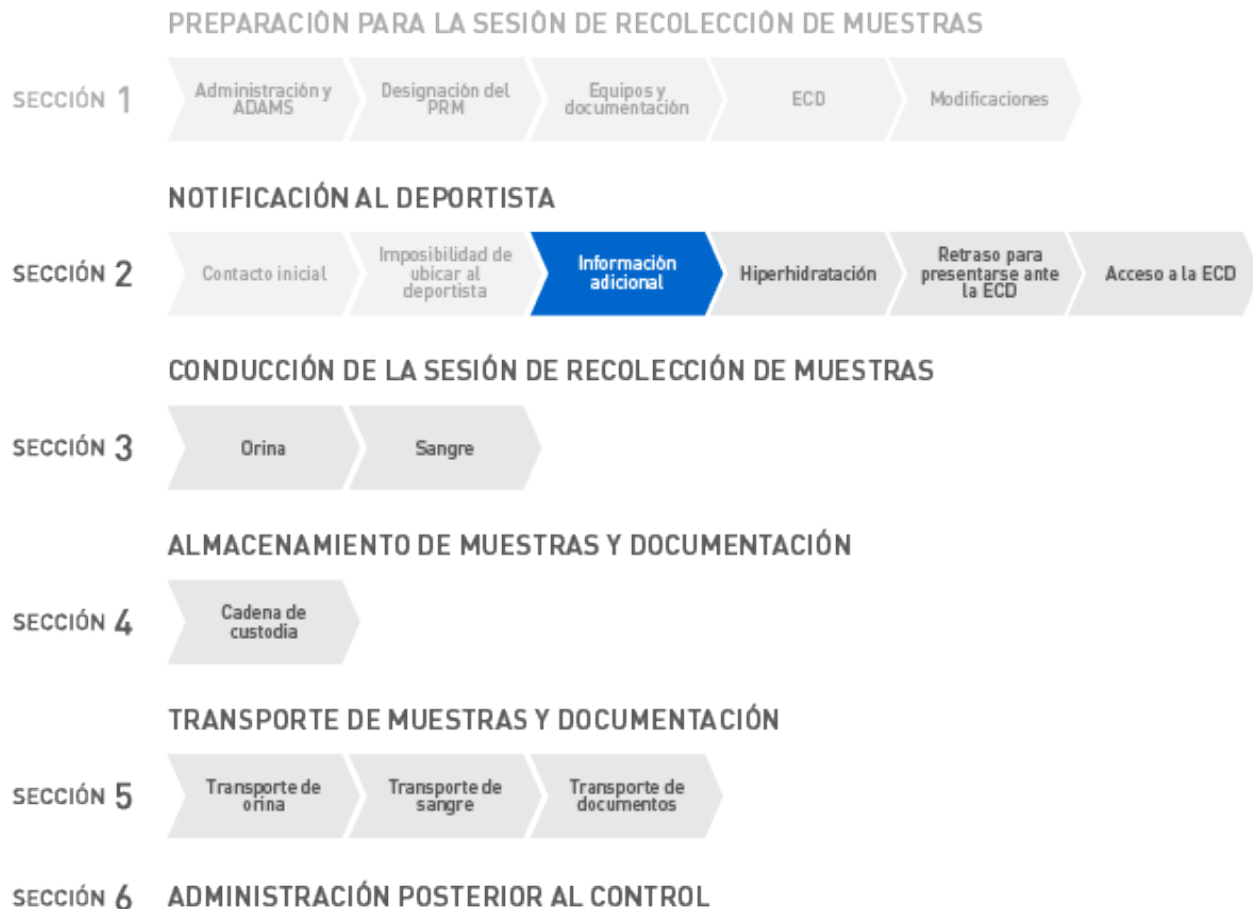 PREPARACIÓN PARA LA SESIÓN DE RECOLECCIÓN DE MUESTRAS
SECCIÓN 1
Administración y
ADAMS
Designación del
PRM
Equipos y
documentación
ECD
Modificaciones
NOTIFICACIÓN AL DEPORTISTA
SECCIÓN 2
Contacto inicial
Imposibilidad de
ubicar al
deportista
Información
adicional
Hiperhidratación
Retraso para
presentarse ante
la ECD
Acceso a la ECD
CONDUCCIÓN DE LA SESIÓN DE RECOLECCIÓN DE MUESTRAS
SECCIÓN 3
Orina
Sangre
ALMACENAMIENTO DE MUESTRAS Y DOCUMENTACIÓN
SECCIÓN 4
Cadena de
custodia
TRANSPORTE DE MUESTRAS Y DOCUMENTACIÓN
SECCIÓN 5
Transporte de
orina
Transporte de
sangre
Transporte de
documentos
SECCIÓN 6 ADMINISTRACIÓN POSTERIOR AL CONTROL